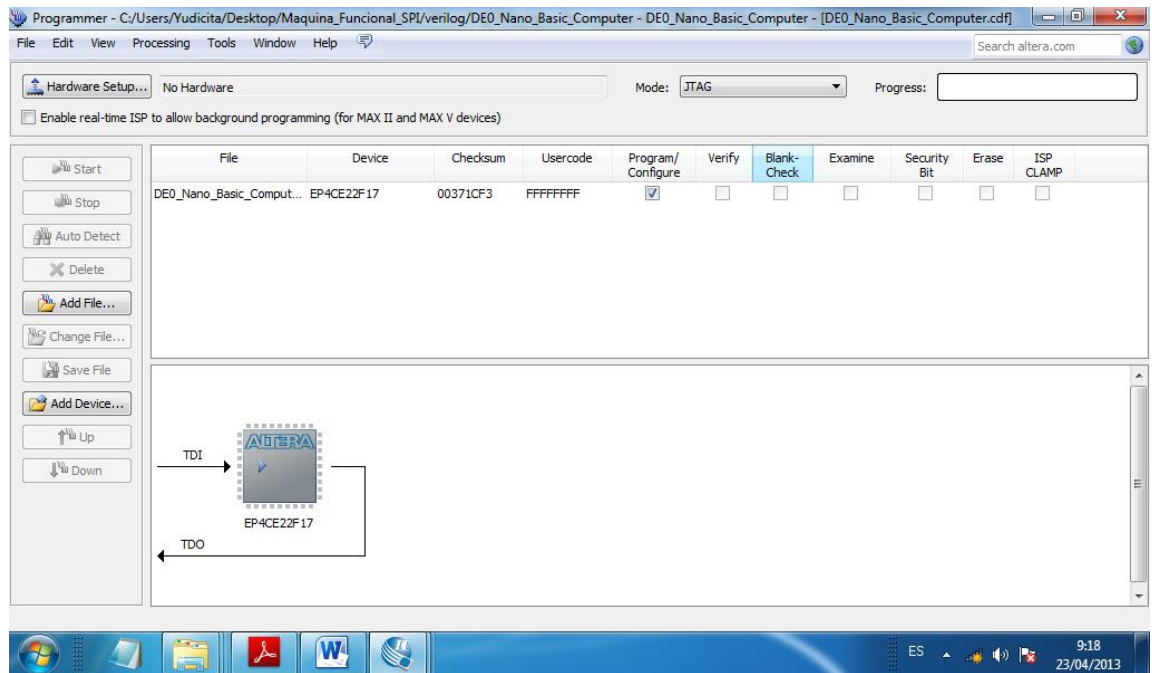 Programmer - C:/Users/Yudicita/Desktop/Maquina_Funcional_SPI/verilog/DE0_Nano_Basic_Computer - DE0_Nano_Basic_Computer - [DE0_Nano_Basic_Computer.cdf]
File Edit View Processing Tools Window Help
Search altera.com
Hardware Setup... No Hardware Mode: JTAG Progress:
Enable real-time ISP to allow background programming (for MAX II and MAX V devices)
File Device Checksum Usercode Program/ Configure Verify Blank- Check Examine Security Bit Erase ISP CLAMP
DE0_Nano_Basic_Comput... EP4CE22F17 00371CF3 FFFFFFFF
Start
Stop
Auto Detect
Delete
Add File...
Change File...
Save File
Add Device...
Up
Down
TDI
ALTERA
EP4CE22F17
TDO
W
ES
9:18
23/04/2013